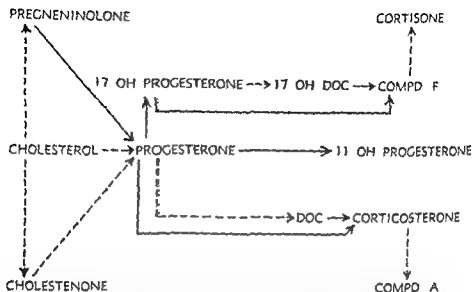 PREGNENINOLONE
CORTISONE
17 OH PROGESTERONE 17 OH DOC COMPD F
CHOLESTEROL PROGESTERONE 11 OH PROGESTERONE
DOC CORTICOSTERONE
CHOLESTENONE
COMPD A